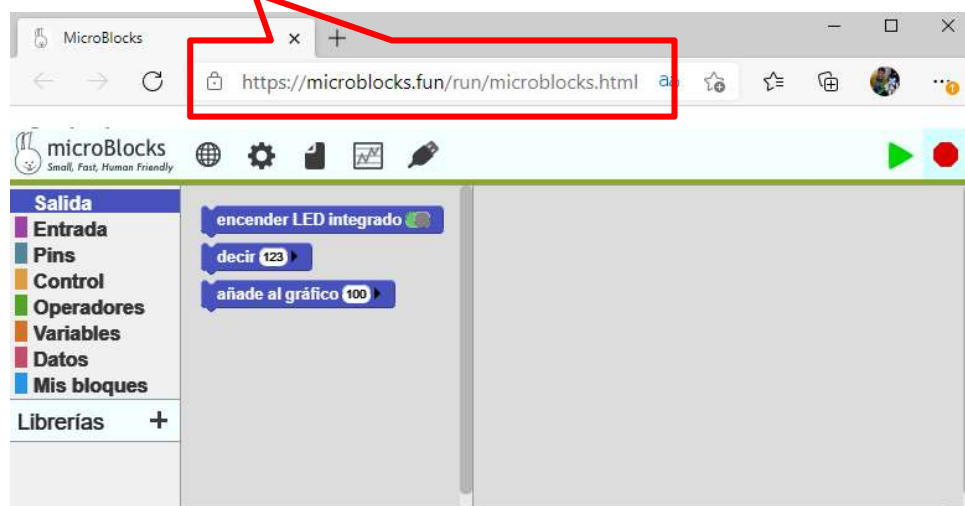 MicroBlocks
https://microblocks.fun/run/microblocks.html
microBlocks
Small, Fast, Human Friendly
Salida
Entrada
Pins
Control
Operadores
Variables
Datos
Mis bloques
Librerías +
encender LED integrado
decir 123
añade al gráfico 100